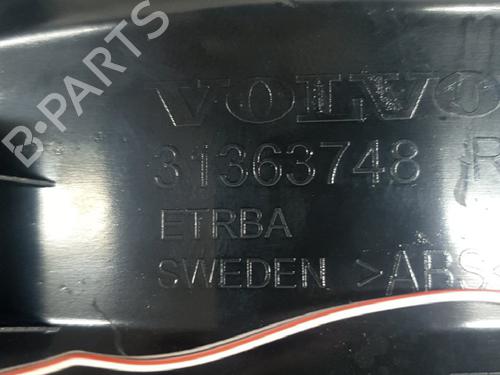 B-PARTS
VOLVO
31363748 R
ETRBA
SWEDEN >ABS